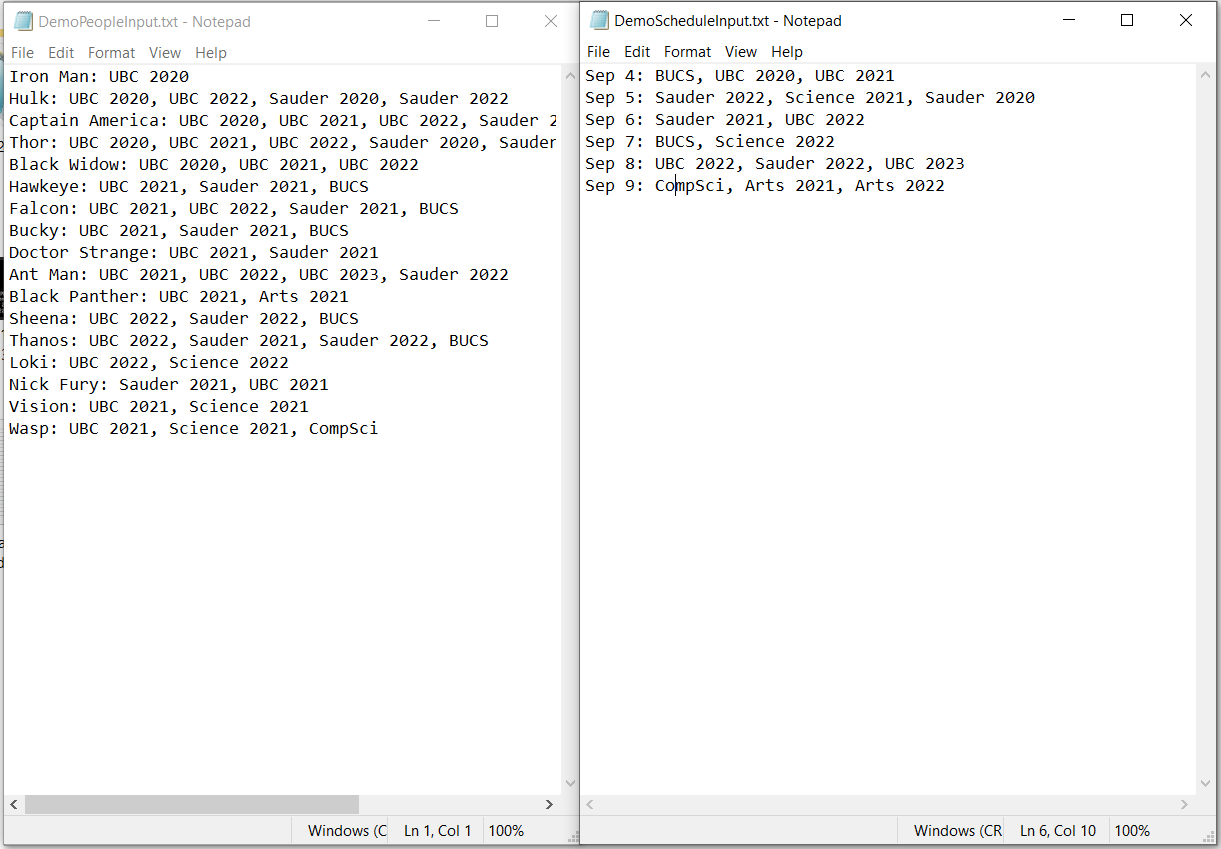 DemoPeopleInput.txt - Notepad
File Edit Format View Help
Iron Man: UBC 2020
Hulk: UBC 2020, UBC 2022, Sauder 2020, Sauder 2022
Captain America: UBC 2020, UBC 2021, UBC 2022, Sauder 2
Thor: UBC 2020, UBC 2021, UBC 2022, Sauder 2020, Sauder
Black Widow: UBC 2020, UBC 2021, UBC 2022
Hawkeye: UBC 2021, Sauder 2021, BUCS
Falcon: UBC 2021, UBC 2022, Sauder 2021, BUCS
Bucky: UBC 2021, Sauder 2021, BUCS
Doctor Strange: UBC 2021, Sauder 2021
Ant Man: UBC 2021, UBC 2022, UBC 2023, Sauder 2022
Black Panther: UBC 2021, Arts 2021
Sheena: UBC 2022, Sauder 2022, BUCS
Thanos: UBC 2022, Sauder 2021, Sauder 2022, BUCS
Loki: UBC 2022, Science 2022
Nick Fury: Sauder 2021, UBC 2021
Vision: UBC 2021, Science 2021
Wasp: UBC 2021, Science 2021, CompSci
Windows (C Ln 1, Col 1 100%
DemoScheduleInput.txt - Notepad
File Edit Format View Help
Sep 4: BUCS, UBC 2020, UBC 2021
Sep 5: Sauder 2022, Science 2021, Sauder 2020
Sep 6: Sauder 2021, UBC 2022
Sep 7: BUCS, Science 2022
Sep 8: UBC 2022, Sauder 2022, UBC 2023
Sep 9: CompSci, Arts 2021, Arts 2022
Windows (CR Ln 6, Col 10 100%